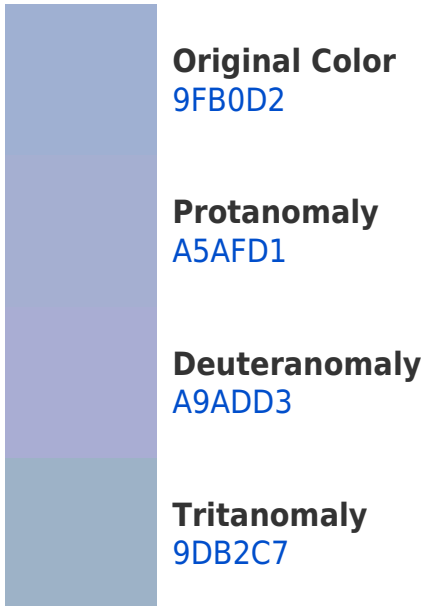 Original Color
9FB0D2
Protanomaly
A5AFD1
Deuteranomaly
A9ADD3
Tritanomaly
9DB2C7